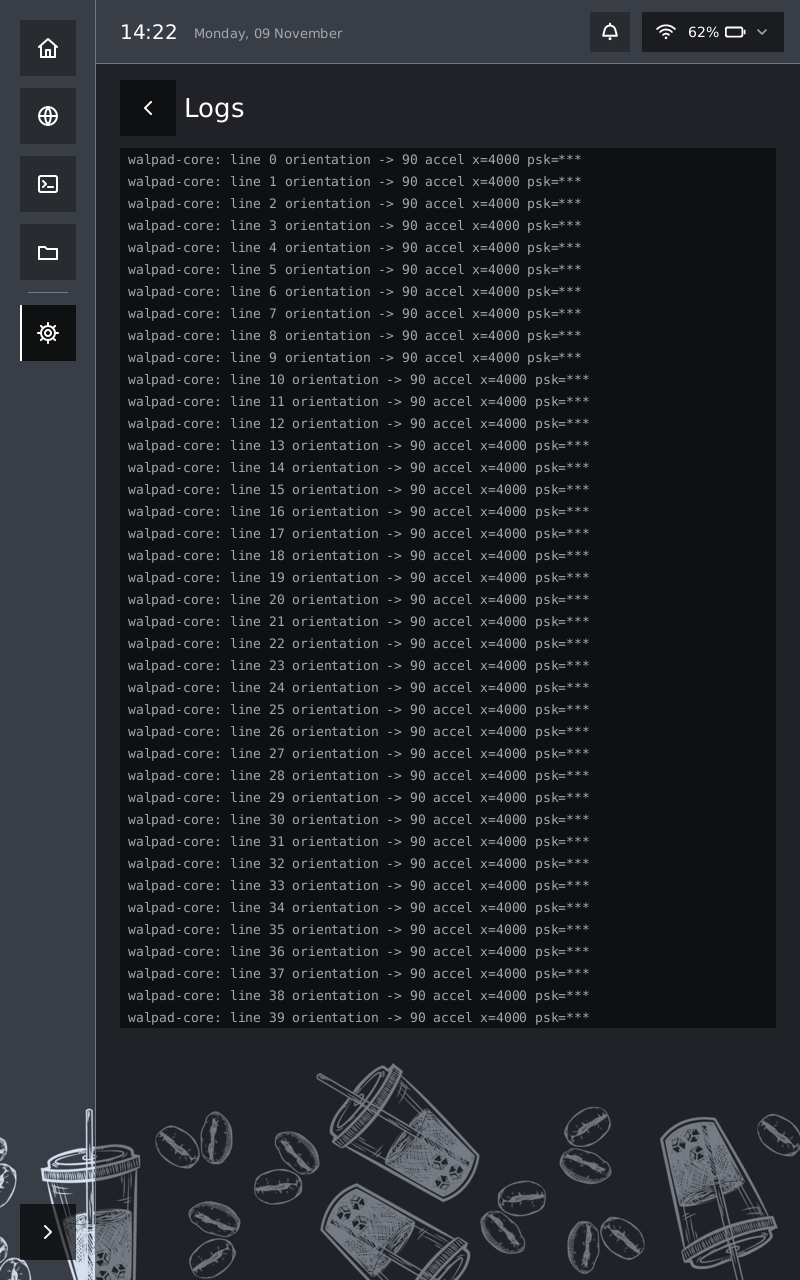 14:22 Monday, 09 November 62%
Logs
walpad-core: line 0 orientation -> 90 accel x=4000 psk=***
walpad-core: line 1 orientation -> 90 accel x=4000 psk=***
walpad-core: line 2 orientation -> 90 accel x=4000 psk=***
walpad-core: line 3 orientation -> 90 accel x=4000 psk=***
walpad-core: line 4 orientation -> 90 accel x=4000 psk=***
walpad-core: line 5 orientation -> 90 accel x=4000 psk=***
walpad-core: line 6 orientation -> 90 accel x=4000 psk=***
walpad-core: line 7 orientation -> 90 accel x=4000 psk=***
walpad-core: line 8 orientation -> 90 accel x=4000 psk=***
walpad-core: line 9 orientation -> 90 accel x=4000 psk=***
walpad-core: line 10 orientation -> 90 accel x=4000 psk=***
walpad-core: line 11 orientation -> 90 accel x=4000 psk=***
walpad-core: line 12 orientation -> 90 accel x=4000 psk=***
walpad-core: line 13 orientation -> 90 accel x=4000 psk=***
walpad-core: line 14 orientation -> 90 accel x=4000 psk=***
walpad-core: line 15 orientation -> 90 accel x=4000 psk=***
walpad-core: line 16 orientation -> 90 accel x=4000 psk=***
walpad-core: line 17 orientation -> 90 accel x=4000 psk=***
walpad-core: line 18 orientation -> 90 accel x=4000 psk=***
walpad-core: line 19 orientation -> 90 accel x=4000 psk=***
walpad-core: line 20 orientation -> 90 accel x=4000 psk=***
walpad-core: line 21 orientation -> 90 accel x=4000 psk=***
walpad-core: line 22 orientation -> 90 accel x=4000 psk=***
walpad-core: line 23 orientation -> 90 accel x=4000 psk=***
walpad-core: line 24 orientation -> 90 accel x=4000 psk=***
walpad-core: line 25 orientation -> 90 accel x=4000 psk=***
walpad-core: line 26 orientation -> 90 accel x=4000 psk=***
walpad-core: line 27 orientation -> 90 accel x=4000 psk=***
walpad-core: line 28 orientation -> 90 accel x=4000 psk=***
walpad-core: line 29 orientation -> 90 accel x=4000 psk=***
walpad-core: line 30 orientation -> 90 accel x=4000 psk=***
walpad-core: line 31 orientation -> 90 accel x=4000 psk=***
walpad-core: line 32 orientation -> 90 accel x=4000 psk=***
walpad-core: line 33 orientation -> 90 accel x=4000 psk=***
walpad-core: line 34 orientation -> 90 accel x=4000 psk=***
walpad-core: line 35 orientation -> 90 accel x=4000 psk=***
walpad-core: line 36 orientation -> 90 accel x=4000 psk=***
walpad-core: line 37 orientation -> 90 accel x=4000 psk=***
walpad-core: line 38 orientation -> 90 accel x=4000 psk=***
walpad-core: line 39 orientation -> 90 accel x=4000 psk=***